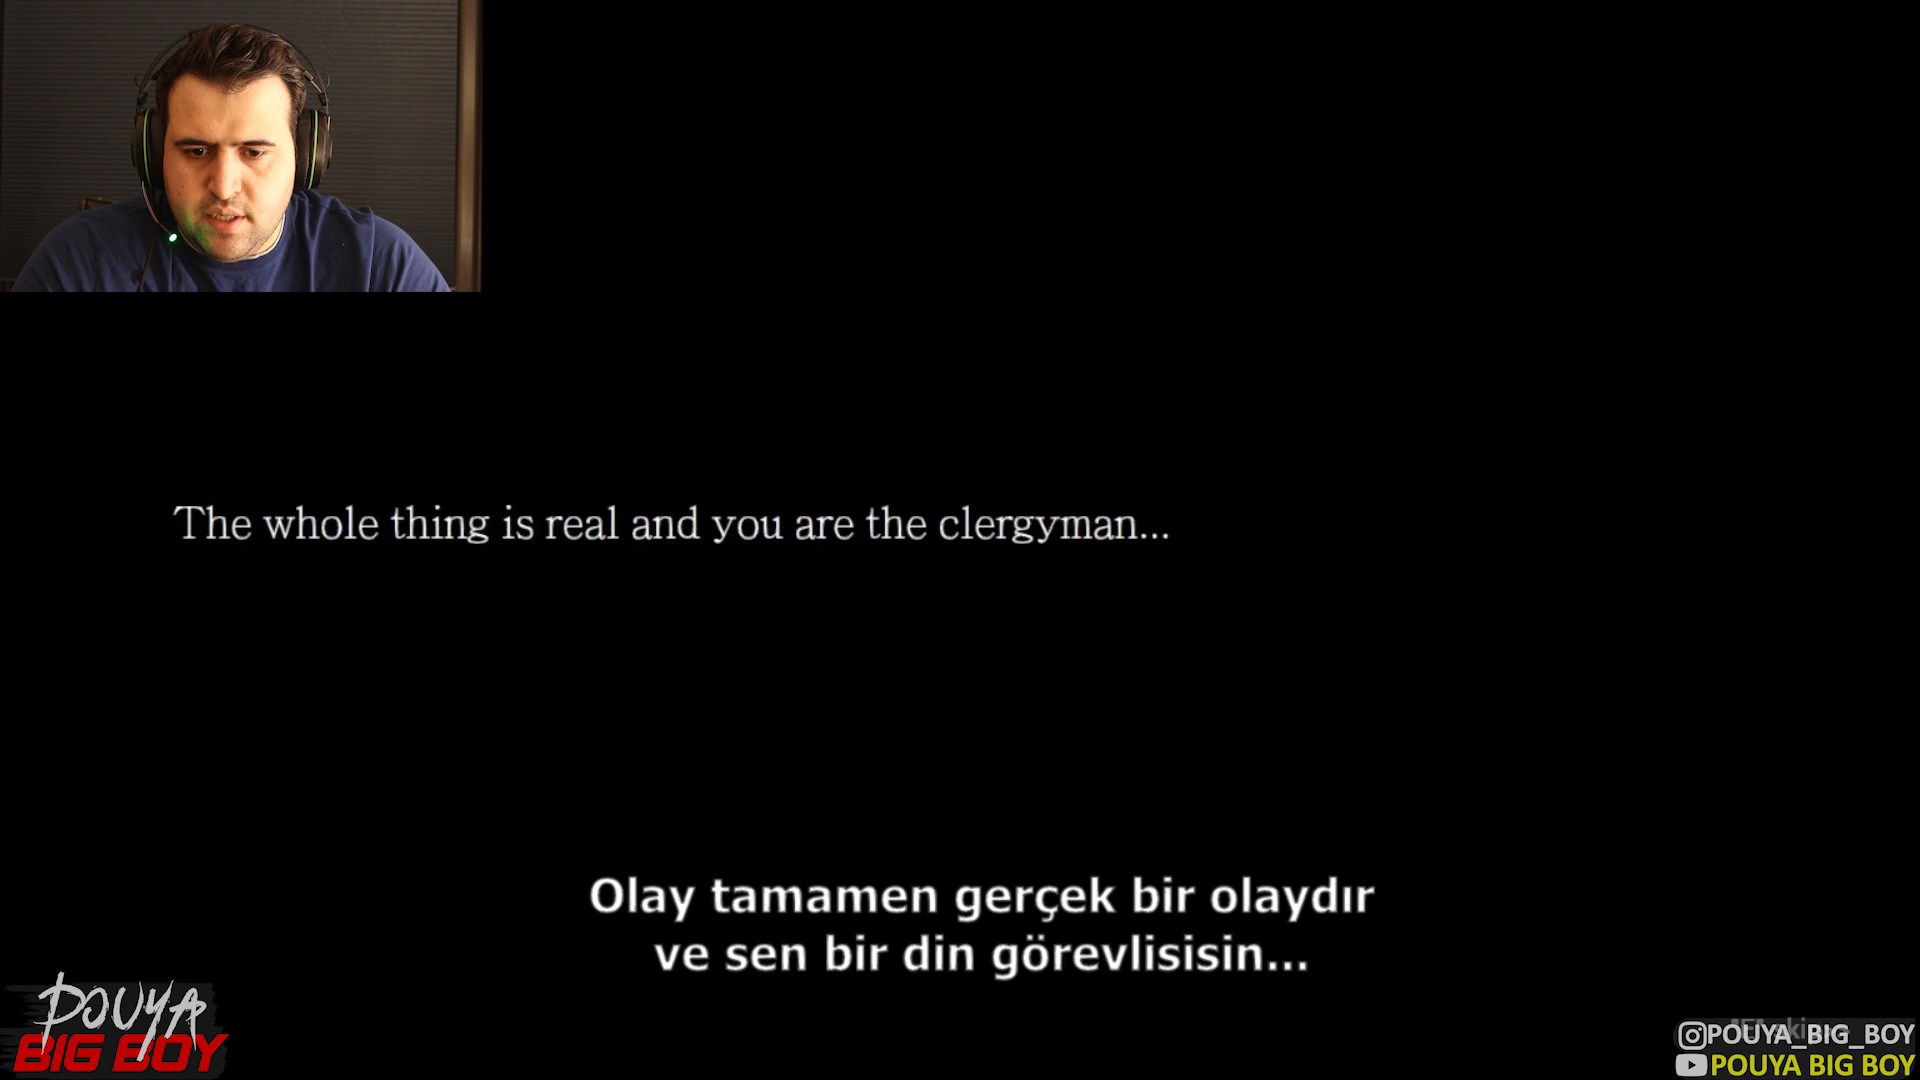 The whole thing is real and you are the clergyman...
Olay tamamen gerçek bir olaydır
ve sen bir din görevlisisin...
POUYA
BIG BOY
POUYA_BIG_BOY
POUYA BIG BOY